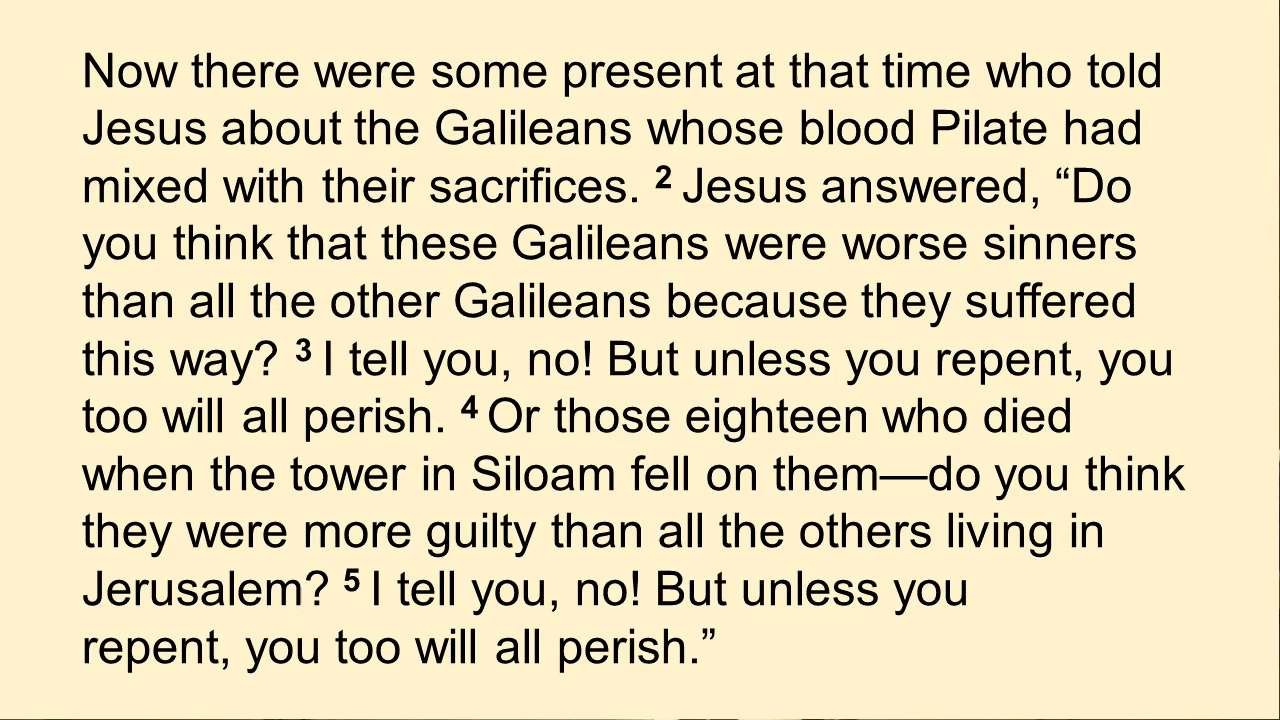 Now there were some present at that time who told
Jesus about the Galileans whose blood Pilate had
mixed with their sacrifices. 2 Jesus answered, “Do
you think that these Galileans were worse sinners
than all the other Galileans because they suffered
this way? 3 I tell you, no! But unless you repent, you
too will all perish. 4 Or those eighteen who died
when the tower in Siloam fell on them—do you think
they were more guilty than all the others living in
Jerusalem? 5 I tell you, no! But unless you
repent, you too will all perish.”